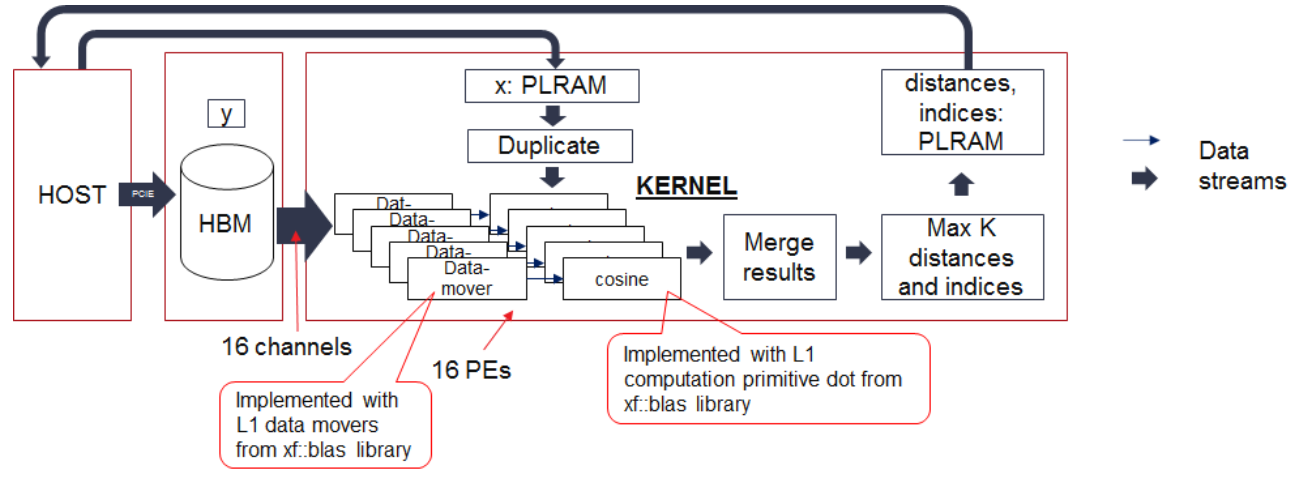 x: PLRAM
distances,
indices:
PLRAM
y
Duplicate
Data
streams
HOST
PCIE
HBM
KERNEL
Dat-
Data-
Data-
Data-
Data-
mover
cosine
Merge
results
Max K
distances
and indices
16 channels
16 PEs
Implemented with
L1 data movers
from xf::blas library
Implemented with L1
computation primitive dot from
xf::blas library